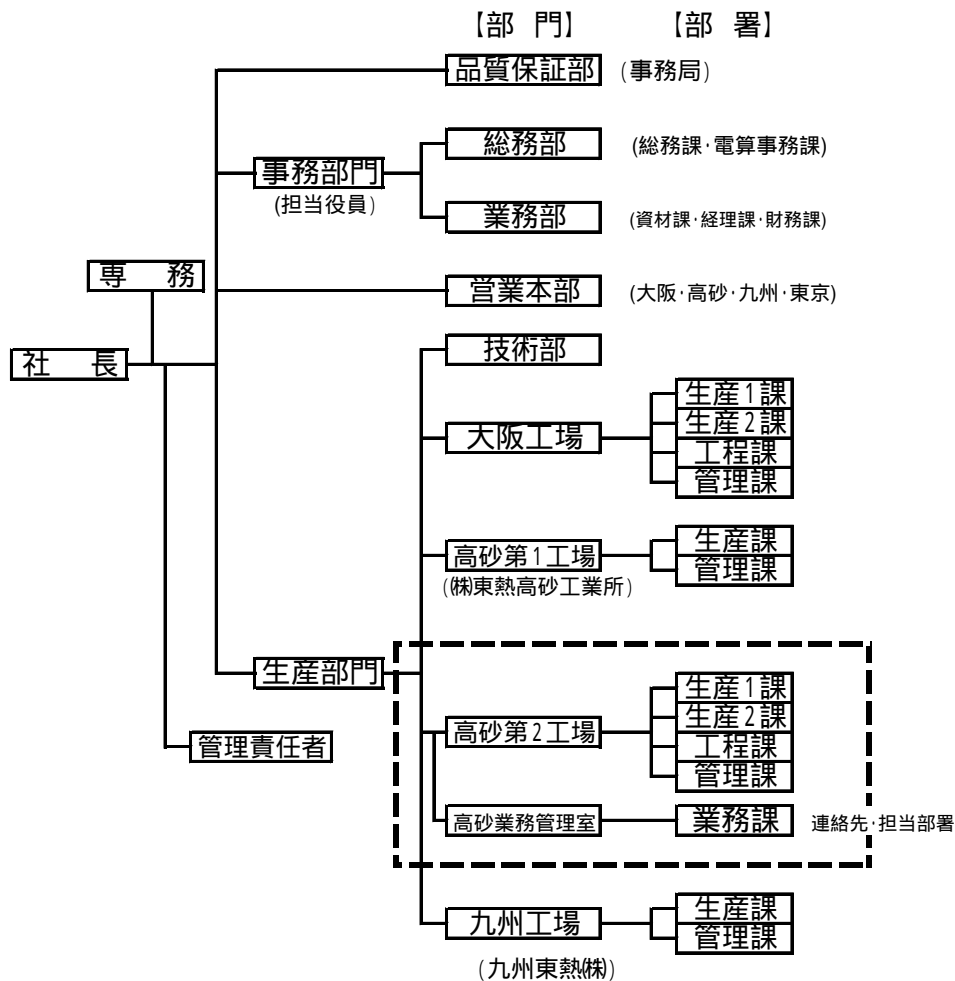 【部　門】　【部　署】
品質保証部　(事務局)
総務部　(総務課･電算事務課)
事務部門
(担当役員)
業務部　(資材課･経理課･財務課)
専　務
営業本部　(大阪･高砂･九州･東京)
社　長
技術部
生産1課
生産2課
大阪工場
工程課
管理課
生産課
高砂第1工場
管理課
(㈱東熱高砂工業所)
生産部門
生産1課
生産2課
高砂第2工場
工程課
管理課
管理責任者
高砂業務管理室　業務課　連絡先･担当部署
生産課
九州工場
管理課
(九州東熱㈱)